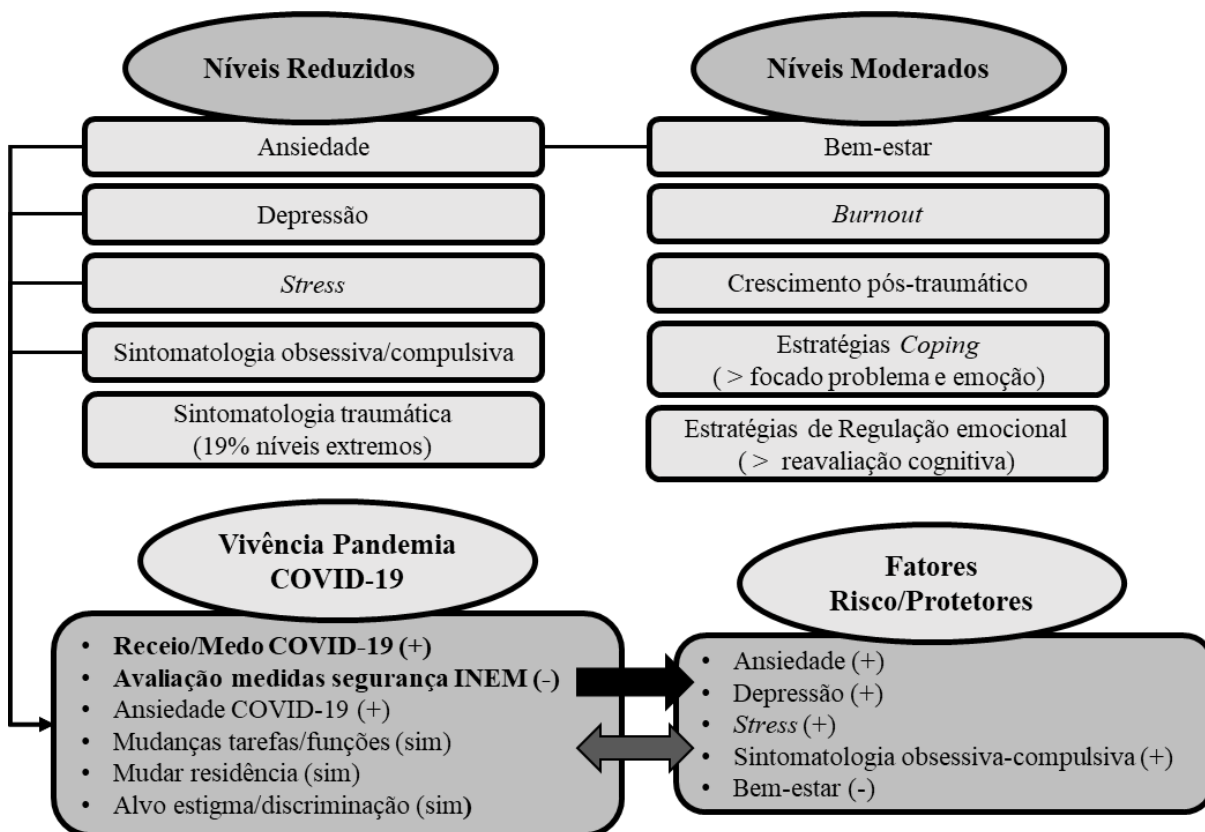 Níveis Reduzidos
Ansiedade
Depressão
Stress
Sintomatologia obsessiva/compulsiva
Sintomatologia traumática
(19% níveis extremos)
Níveis Moderados
Bem-estar
Burnout
Crescimento pós-traumático
Estratégias Coping
( > focado problema e emoção)
Estratégias de Regulação emocional
( > reavaliação cognitiva)
Vivência Pandemia
COVID-19
• Receio/Medo COVID-19 (+)
• Avaliação medidas segurança INEM (-)
• Ansiedade COVID-19 (+)
• Mudanças tarefas/funções (sim)
• Mudar residência (sim)
• Alvo estigma/discriminação (sim)
Fatores
Risco/Protetores
• Ansiedade (+)
• Depressão (+)
• Stress (+)
• Sintomatologia obsessiva-compulsiva (+)
• Bem-estar (-)